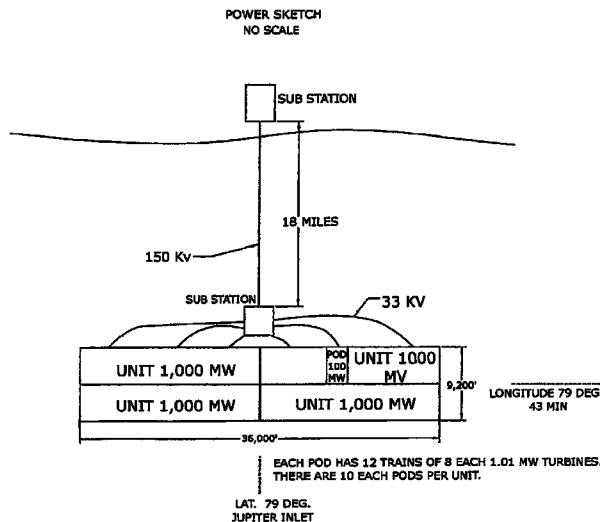 POWER SKETCH
NO SCALE
SUB STATION
18 MILES
150 Kv
SUB STATION
33 KV
UNIT 1,000 MW
POD
100
MW
UNIT 1000
MV
9,200'
UNIT 1,000 MW
UNIT 1,000 MW
LONGITUDE 79 DEG
43 MIN
36,000'
EACH POD HAS 12 TRAINS OF 8 EACH 1.01 MW TURBINES.
THERE ARE 10 EACH PODS PER UNIT.
LAT. 79 DEG.
JUPITER INLET